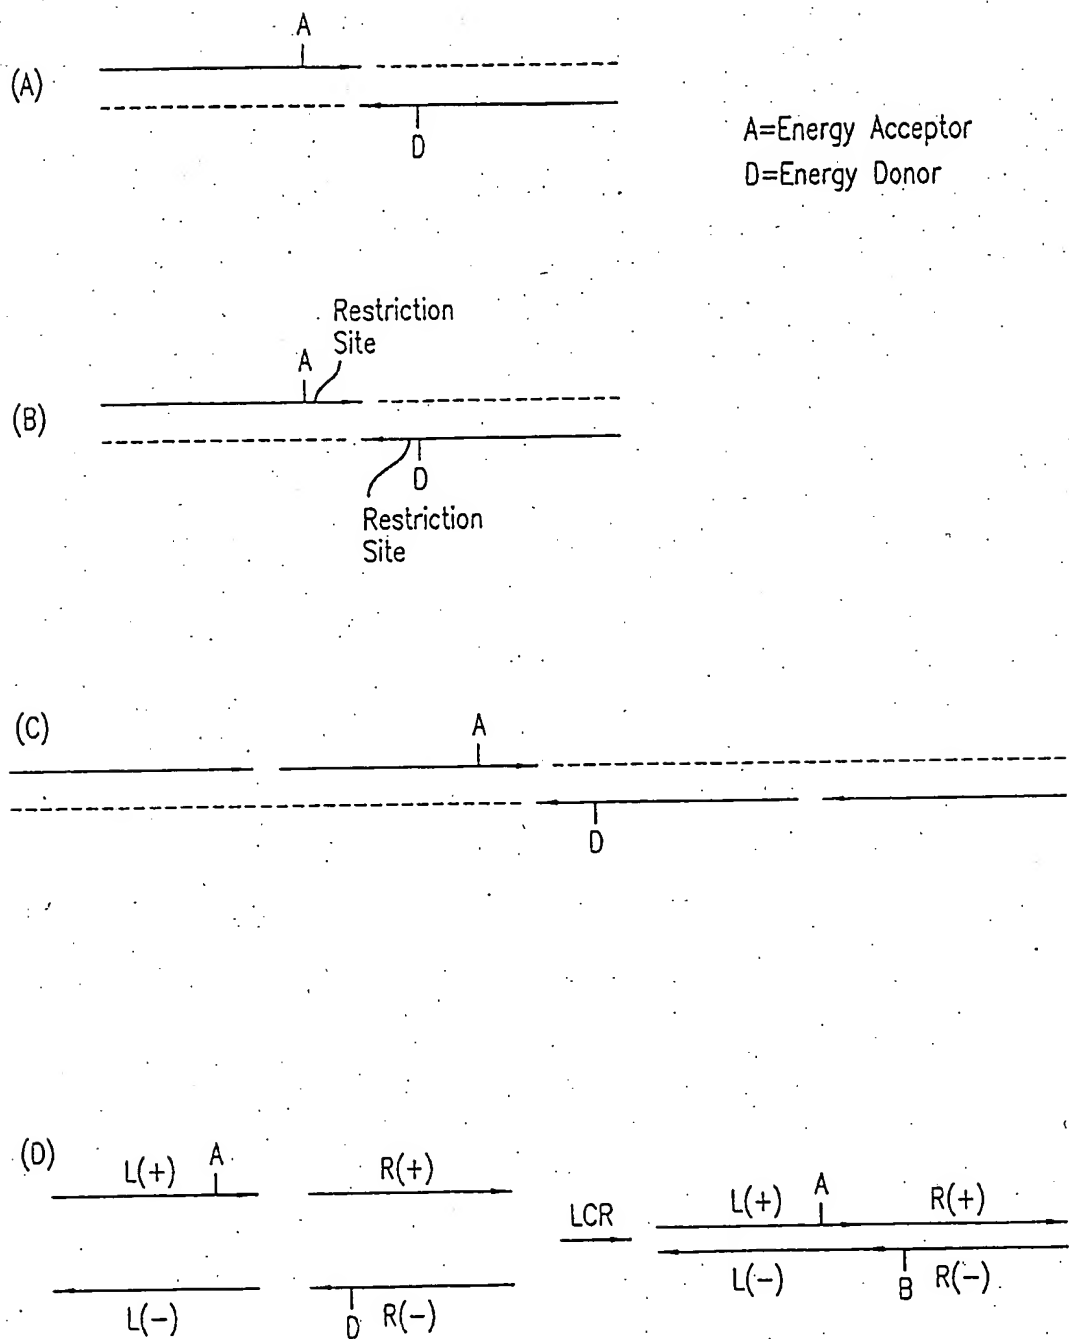 A
(A)
D
A=Energy Acceptor
D=Energy Donor
Restriction
Site
A
(B)
D
Restriction
Site
(C)
A
D
(D)
L(+) A R(+)
L(-) D R(-)
LCR
L(+) A R(+)
L(-) B R(-)